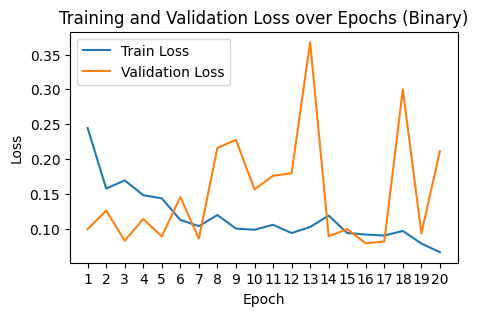 Training and Validation Loss over Epochs (Binary)
Train Loss
Validation Loss
0.35
0.30
0.25
0.20
0.15
0.10
Loss
1 2 3 4 5 6 7 8 9 10 11 12 13 14 15 16 17 18 19 20
Epoch